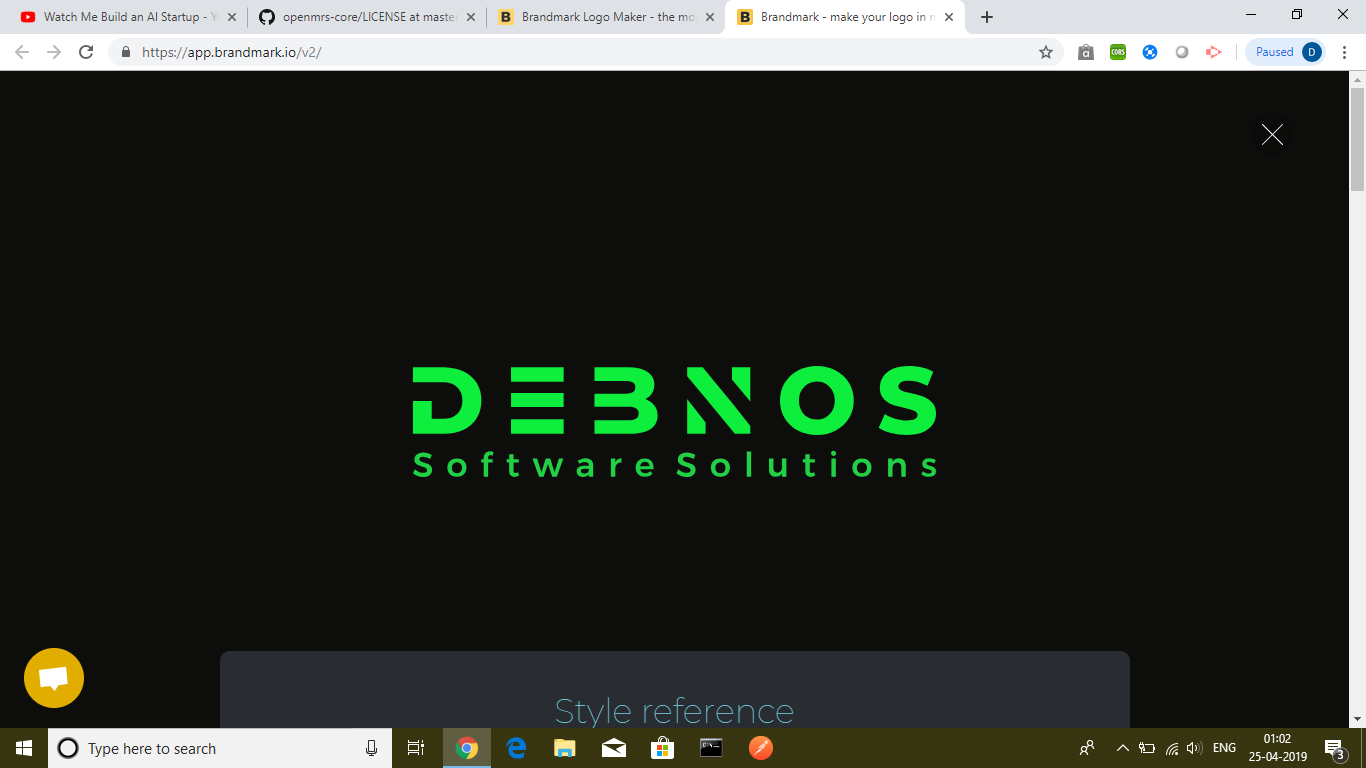 Watch Me Build an AI Startup - Y
openmrs-core/LICENSE at master
Brandmark Logo Maker - the mo
Brandmark - make your logo in m
https://app.brandmark.io/v2/
CORS
Paused D
DEBNOS
Software Solutions
Style reference
Type here to search
ENG
01:02
25-04-2019
3